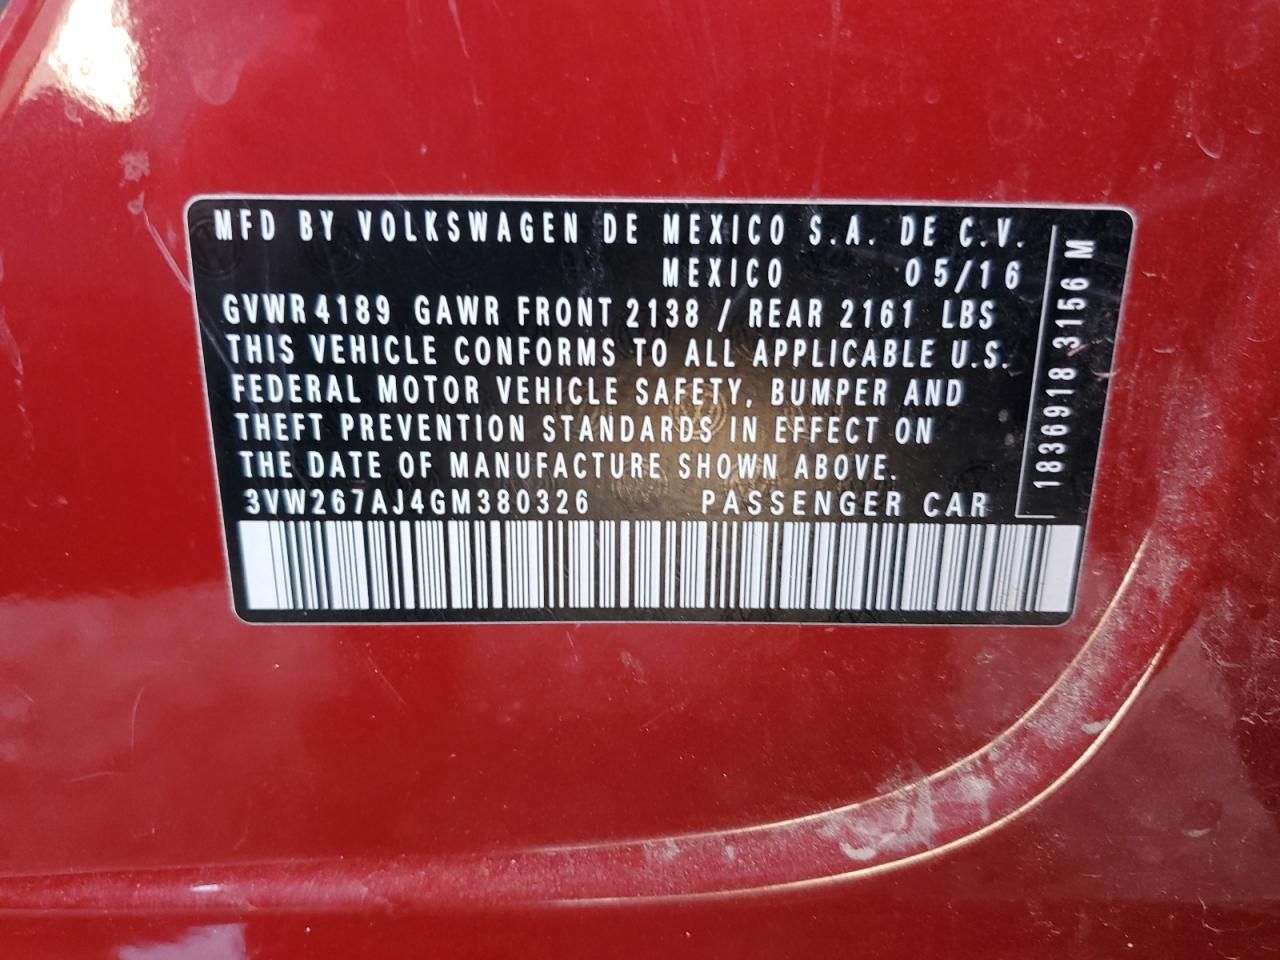 MFD BY VOLKSWAGEN DE MEXICO S.A. DE C.V.
MEXICO 05/16
GVWR 4189 GAWR FRONT 2138 / REAR 2161 LBS
THIS VEHICLE CONFORMS TO ALL APPLICABLE U.S.
FEDERAL MOTOR VEHICLE SAFETY, BUMPER AND
THEFT PREVENTION STANDARDS IN EFFECT ON
THE DATE OF MANUFACTURE SHOWN ABOVE.
3VW267AJ4GM380326 PASSENGER CAR
1836918 3156 M